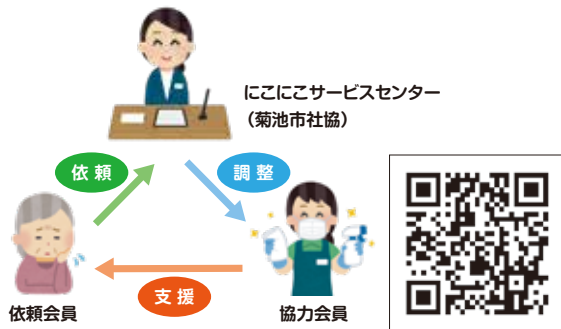 にこにこサービスセンター
（菊池市社協）
依頼
調整
依頼会員
支援
協力会員